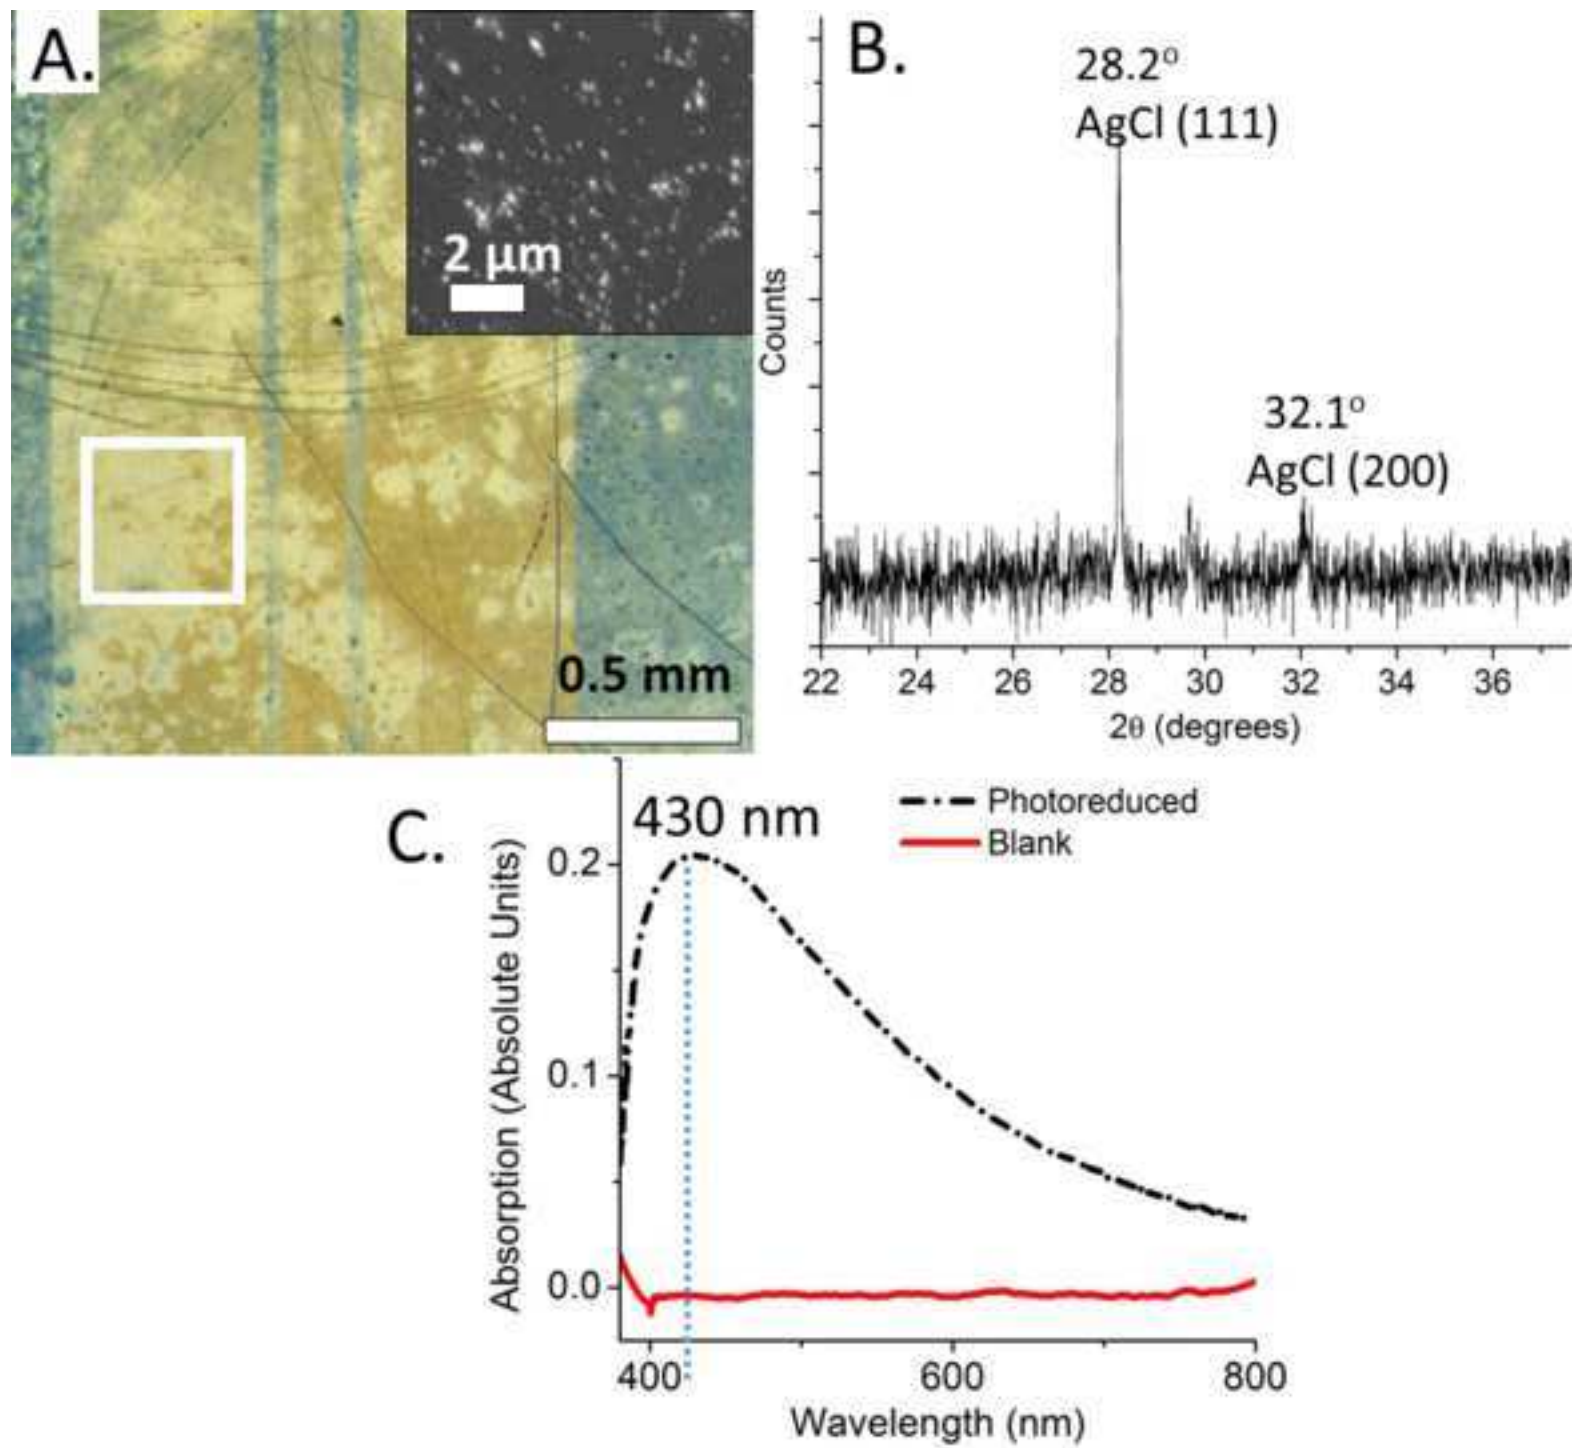 A.
2 µm
0.5 mm
B.
28.2°
AgCl (111)
32.1°
AgCl (200)
Counts
22 24 26 28 30 32 34 36
2θ (degrees)
C.
430 nm
Photoreduced
Blank
Absorption (Absolute Units)
0.2
0.1
0.0
400 600 800
Wavelength (nm)